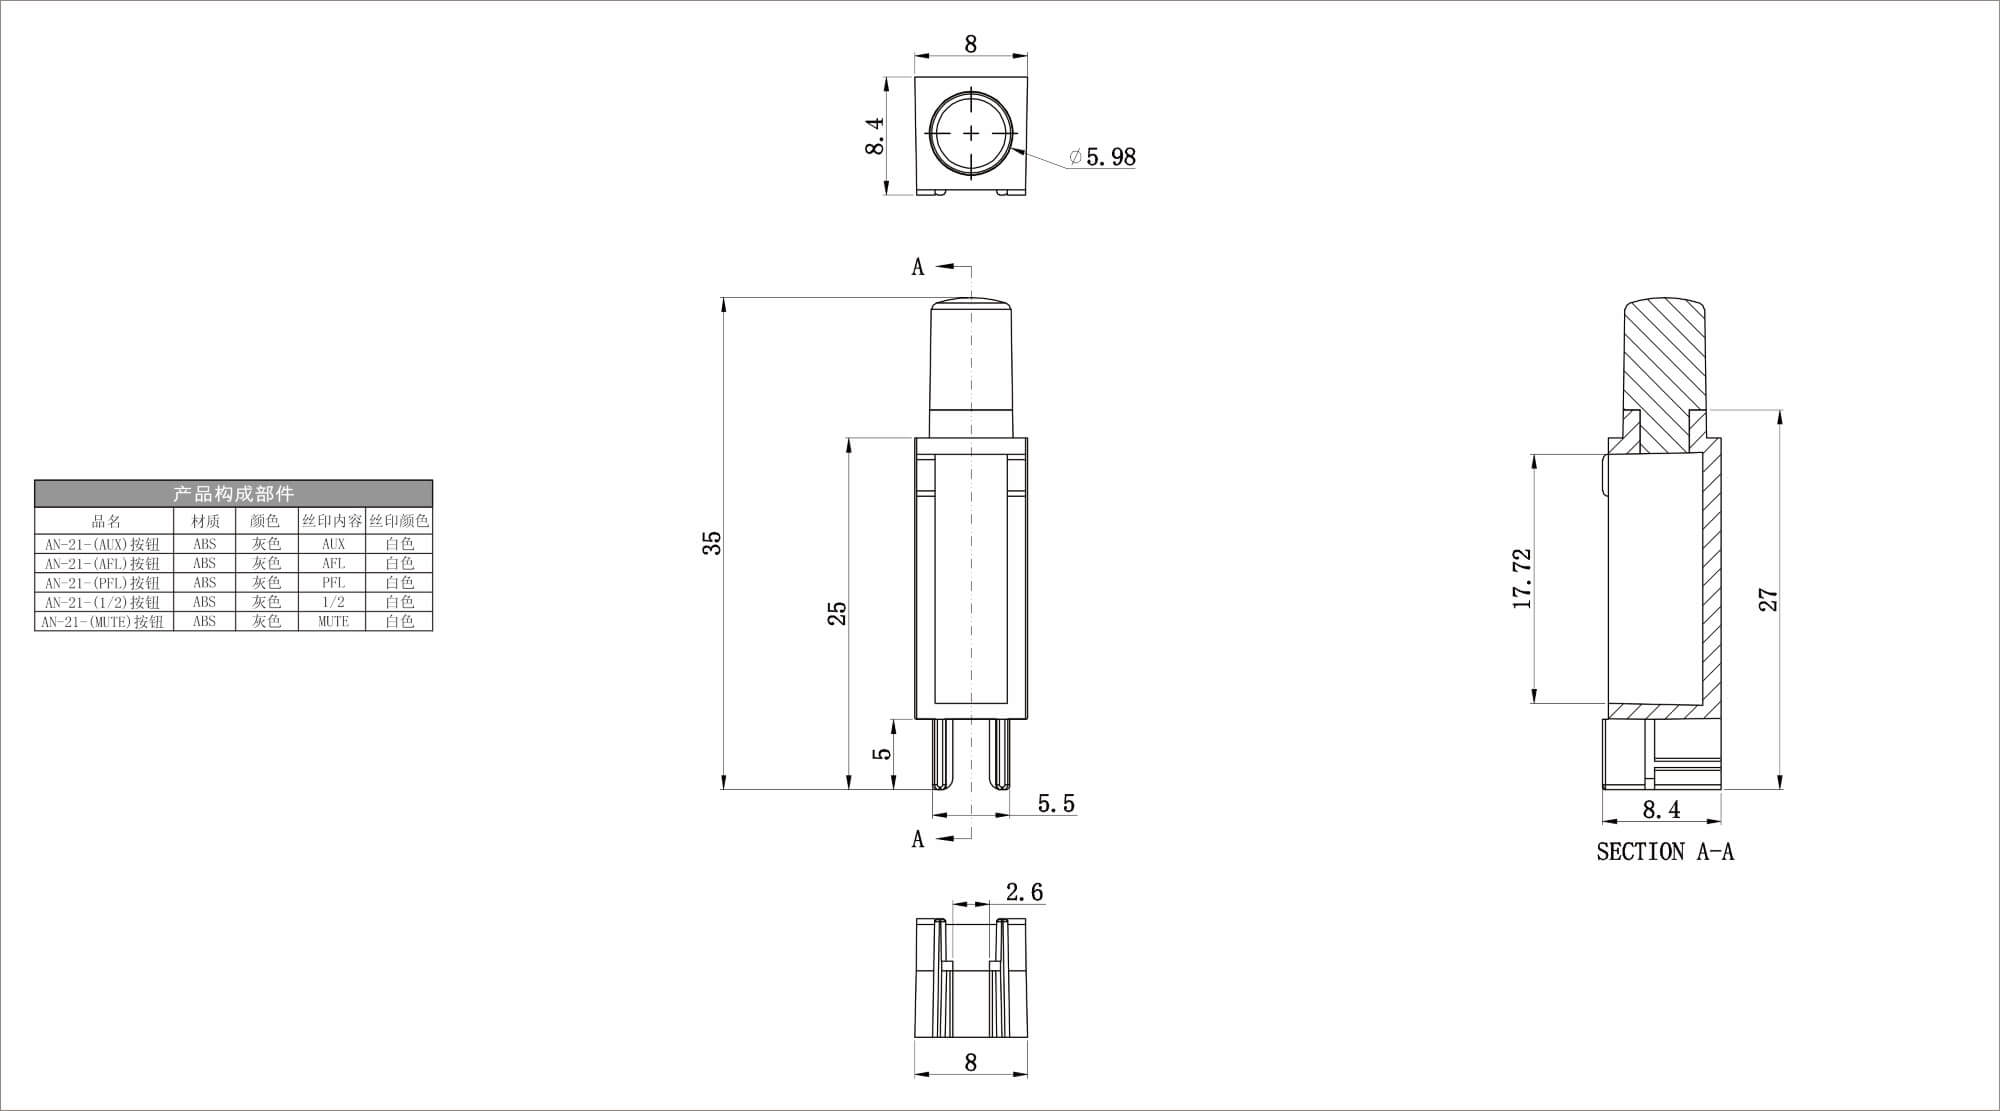 8
8.4
⌀5.98
A
35
25
5
5.5
A
2.6
8
17.72
27
8.4
SECTION A-A
产品构成部件
品名 材质 颜色 丝印内容 丝印颜色
AN-21-(AUX)按钮 ABS 灰色 AUX 白色
AN-21-(AFL)按钮 ABS 灰色 AFL 白色
AN-21-(PFL)按钮 ABS 灰色 PFL 白色
AN-21-(1/2)按钮 ABS 灰色 1/2 白色
AN-21-(MUTE)按钮 ABS 灰色 MUTE 白色